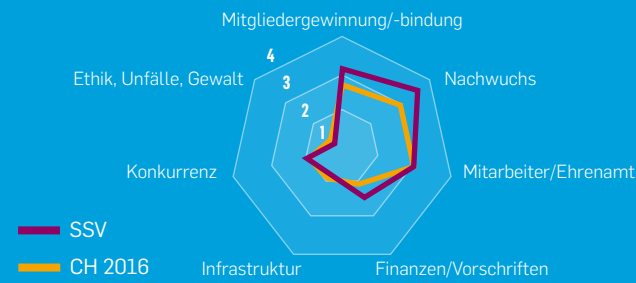 Mitgliedergewinnung/-bindung
4
Ethik, Unfälle, Gewalt
3
Nachwuchs
2
1
Konkurrenz
Mitarbeiter/Ehrenamt
SSV
CH 2016
Infrastruktur
Finanzen/Vorschriften